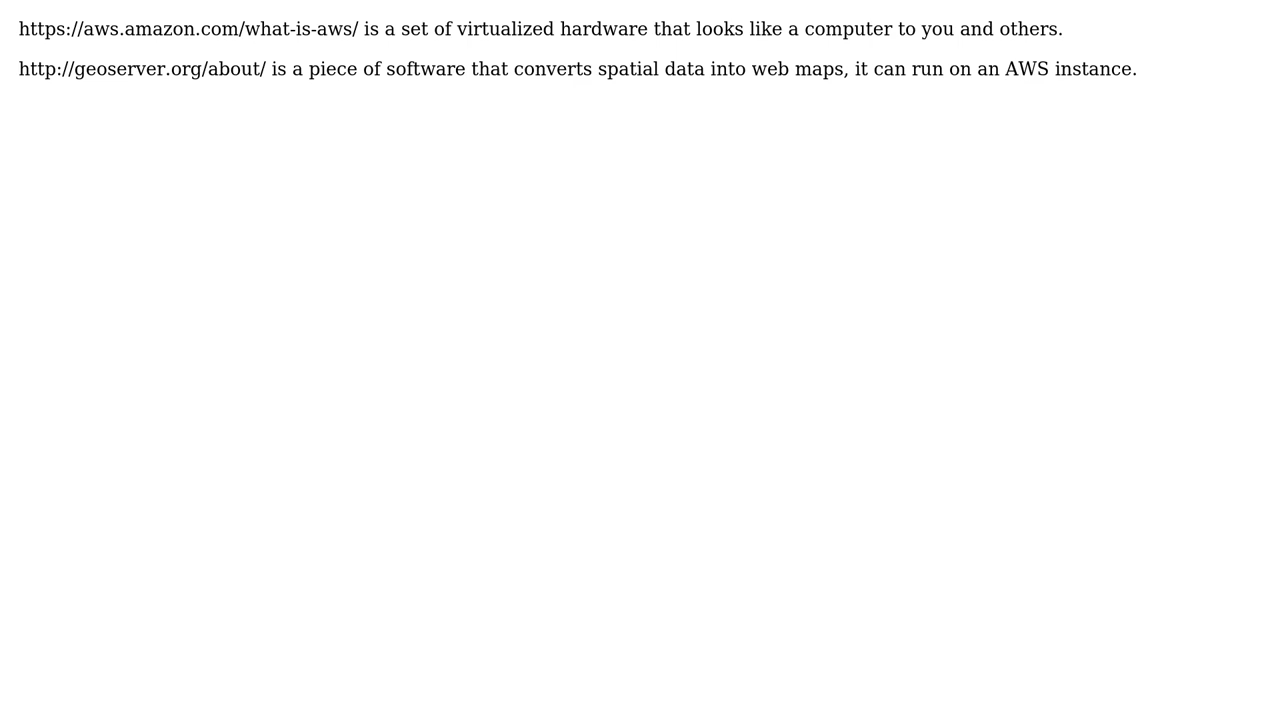 https://aws.amazon.com/what-is-aws/ is a set of virtualized hardware that looks like a computer to you and others.
http://geoserver.org/about/ is a piece of software that converts spatial data into web maps, it can run on an AWS instance.